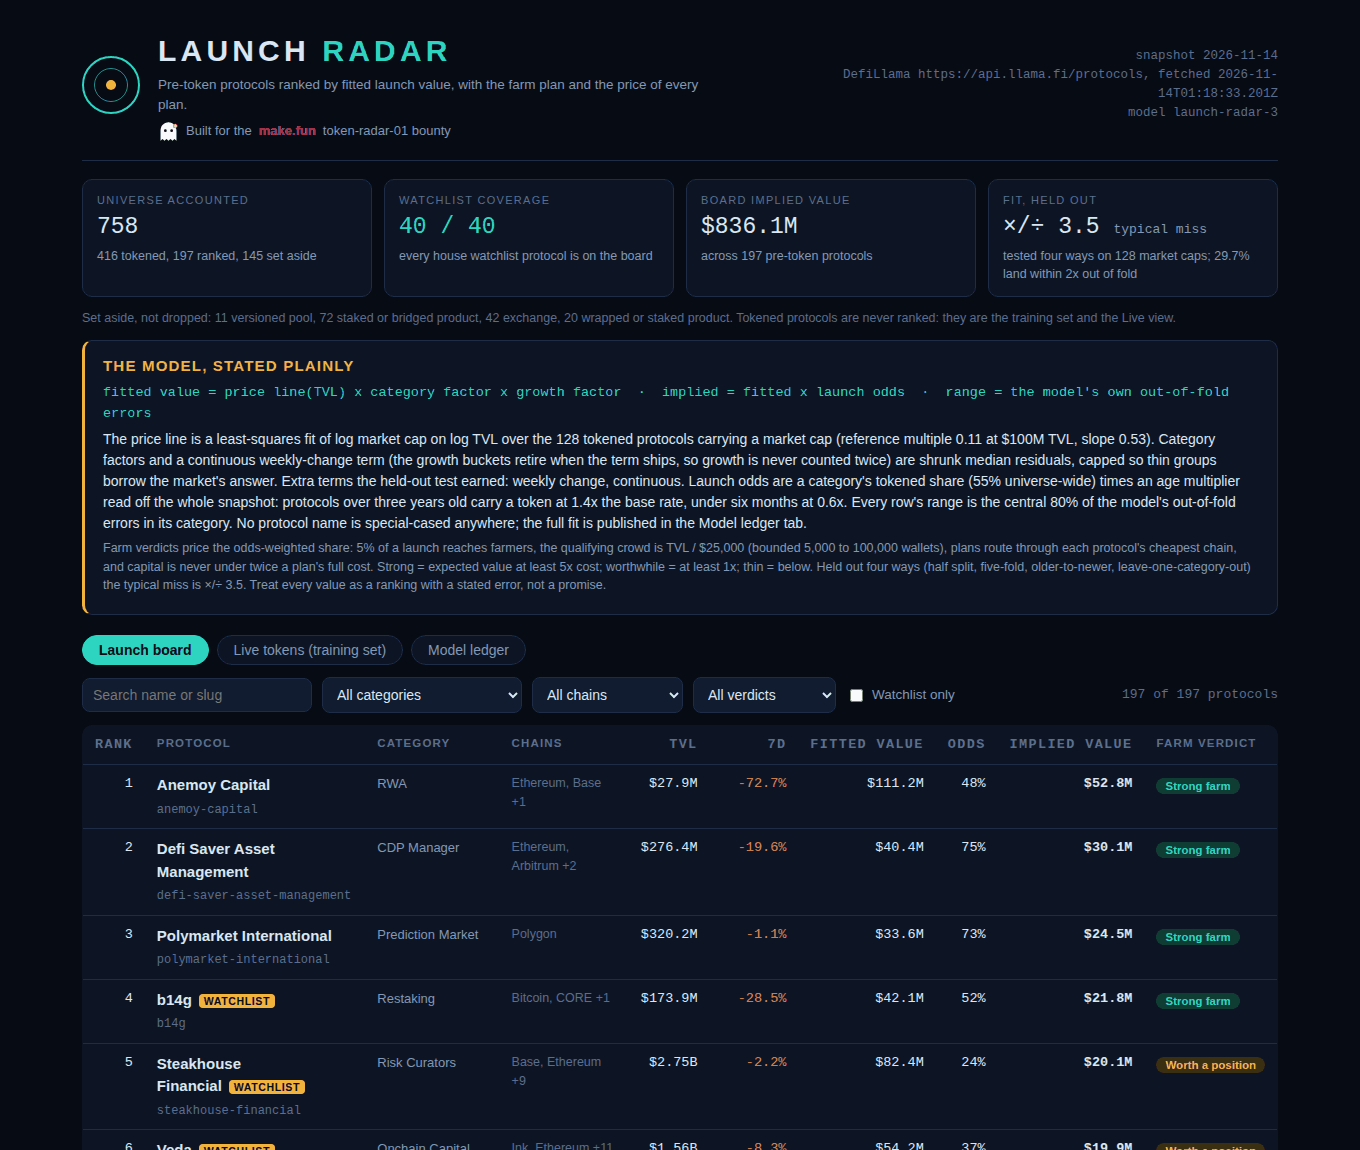 LAUNCH RADAR
Pre-token protocols ranked by fitted launch value, with the farm plan and the price of every
plan.
Built for the make.fun token-radar-01 bounty
snapshot 2026-11-14
DefiLlama https://api.llama.fi/protocols, fetched 2026-11-
14T01:18:33.201Z
model launch-radar-3
UNIVERSE ACCOUNTED
758
416 tokened, 197 ranked, 145 set aside
WATCHLIST COVERAGE
40 / 40
every house watchlist protocol is on the board
BOARD IMPLIED VALUE
$836.1M
across 197 pre-token protocols
FIT, HELD OUT
×/÷ 3.5 typical miss
tested four ways on 128 market caps; 29.7%
land within 2x out of fold
Set aside, not dropped: 11 versioned pool, 72 staked or bridged product, 42 exchange, 20 wrapped or staked product. Tokened protocols are never ranked: they are the training set and the Live view.
THE MODEL, STATED PLAINLY
fitted value = price line(TVL) x category factor x growth factor · implied = fitted x launch odds · range = the model's own out-of-fold
errors
The price line is a least-squares fit of log market cap on log TVL over the 128 tokened protocols carrying a market cap (reference multiple 0.11 at $100M TVL, slope 0.53). Category
factors and a continuous weekly-change term (the growth buckets retire when the term ships, so growth is never counted twice) are shrunk median residuals, capped so thin groups
borrow the market's answer. Extra terms the held-out test earned: weekly change, continuous. Launch odds are a category's tokened share (55% universe-wide) times an age multiplier
read off the whole snapshot: protocols over three years old carry a token at 1.4x the base rate, under six months at 0.6x. Every row's range is the central 80% of the model's out-of-fold
errors in its category. No protocol name is special-cased anywhere; the full fit is published in the Model ledger tab.
Farm verdicts price the odds-weighted share: 5% of a launch reaches farmers, the qualifying crowd is TVL / $25,000 (bounded 5,000 to 100,000 wallets), plans route through each protocol's cheapest chain,
and capital is never under twice a plan's full cost. Strong = expected value at least 5x cost; worthwhile = at least 1x; thin = below. Held out four ways (half split, five-fold, older-to-newer, leave-one-category-out)
the typical miss is ×/÷ 3.5. Treat every value as a ranking with a stated error, not a promise.
Launch board Live tokens (training set) Model ledger
Search name or slug All categories All chains All verdicts Watchlist only 197 of 197 protocols
RANK PROTOCOL CATEGORY CHAINS TVL 7D FITTED VALUE ODDS IMPLIED VALUE FARM VERDICT
1 Anemoy Capital RWA Ethereum, Base $27.9M -72.7% $111.2M 48% $52.8M Strong farm
anemoy-capital +1
2 Defi Saver Asset CDP Manager Ethereum, $276.4M -19.6% $40.4M 75% $30.1M Strong farm
Management Arbitrum +2
defi-saver-asset-management
3 Polymarket International Prediction Market Polygon $320.2M -1.1% $33.6M 73% $24.5M Strong farm
polymarket-international
4 b14g WATCHLIST Restaking Bitcoin, CORE +1 $173.9M -28.5% $42.1M 52% $21.8M Strong farm
b14g
5 Steakhouse Risk Curators Base, Ethereum $2.75B -2.2% $82.4M 24% $20.1M Worth a position
Financial WATCHLIST +9
steakhouse-financial
6 Veda WATCHLIST Onchain Capital Ink, Ethereum +11 $1.56B -8.3% $54.2M 37% $19.9M Worth a position